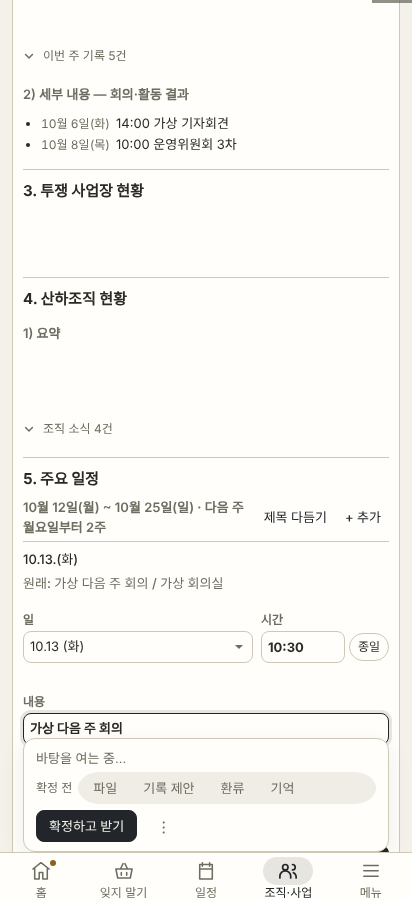 이번 주 기록 5건
2) 세부 내용 — 회의·활동 결과
• 10월 6일(화) 14:00 가상 기자회견
• 10월 8일(목) 10:00 운영위원회 3차
3. 투쟁 사업장 현황
4. 산하조직 현황
1) 요약
조직 소식 4건
5. 주요 일정
10월 12일(월) ~ 10월 25일(일) · 다음 주
월요일부터 2주
제목 다듬기 + 추가
10.13.(화)
원래: 가상 다음 주 회의 / 가상 회의실
일 시간
10.13 (화) 10:30 종일
내용
가상 다음 주 회의
바탕을 여는 중…
확정 전 파일 기록 제안 환류 기억
확정하고 받기
홈 잊지 말기 일정 조직·사업 메뉴